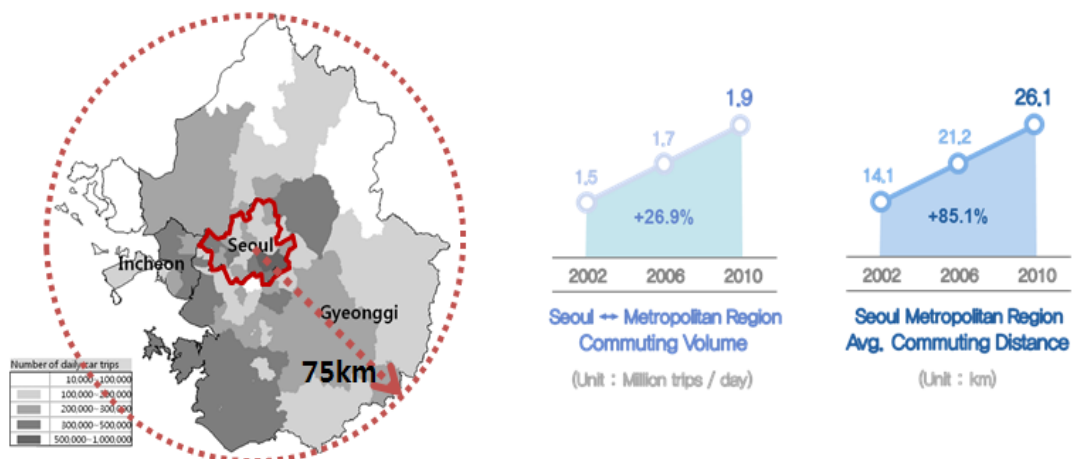 Seoul
Incheon
Gyeonggi
75km
Number of daily car trips
10,000~100,000
100,000~200,000
200,000~300,000
300,000~500,000
500,000~1,000,000
1.5
1.7
1.9
+26.9%
2002 2006 2010
Seoul ↔ Metropolitan Region
Commuting Volume
(Unit : Million trips / day)
14.1
21.2
26.1
+85.1%
2002 2006 2010
Seoul Metropolitan Region
Avg. Commuting Distance
(Unit : km)